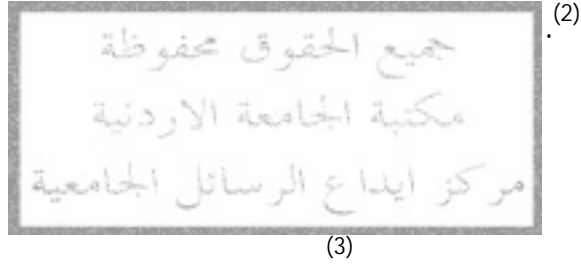 (2)
.
جميع الحقوق محفوظة
مكتبة الجامعة الاردنية
مركز ايداع الرسائل الجامعية
(3)